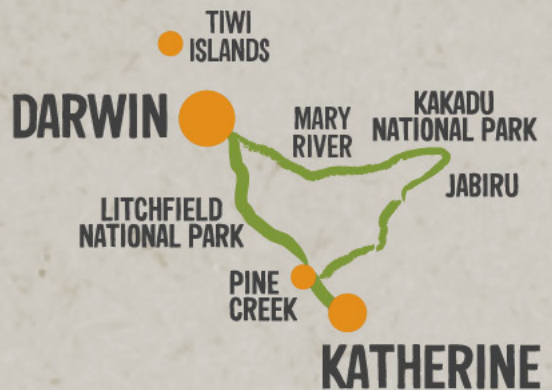 TIWI
ISLANDS
DARWIN
MARY
RIVER
KAKADU
NATIONAL PARK
JABIRU
LITCHFIELD
NATIONAL PARK
PINE
CREEK
KATHERINE